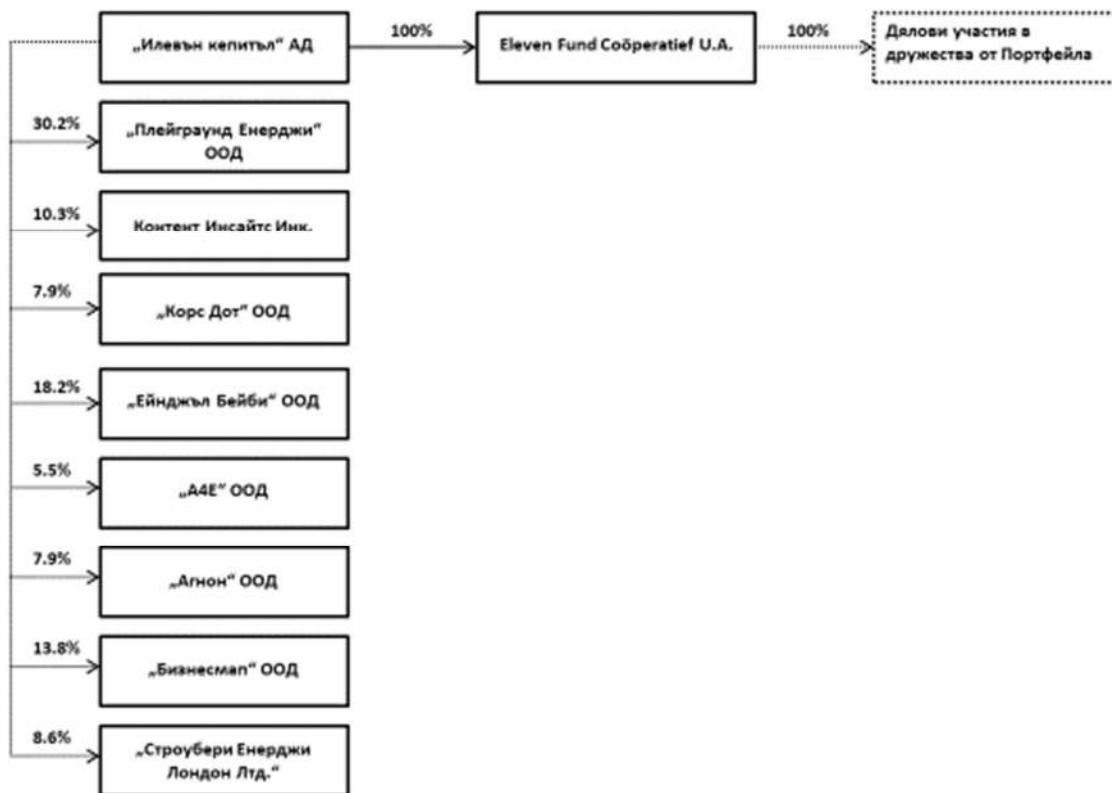 „Илевън кепитъл“ АД
100%
Eleven Fund Coöperatief U.A.
100%
Дялови участия в
дружества от Портфейла
30.2%
„Плейграунд Енерджи“
ООД
10.3%
Контент Инсайтс Инк.
7.9%
„Корс Дот“ ООД
18.2%
„Ейнджъл Бейби“ ООД
5.5%
„А4Е“ ООД
7.9%
„Агнон“ ООД
13.8%
„Бизнесмап“ ООД
8.6%
„Строубери Енерджи
Лондон Лтд.“